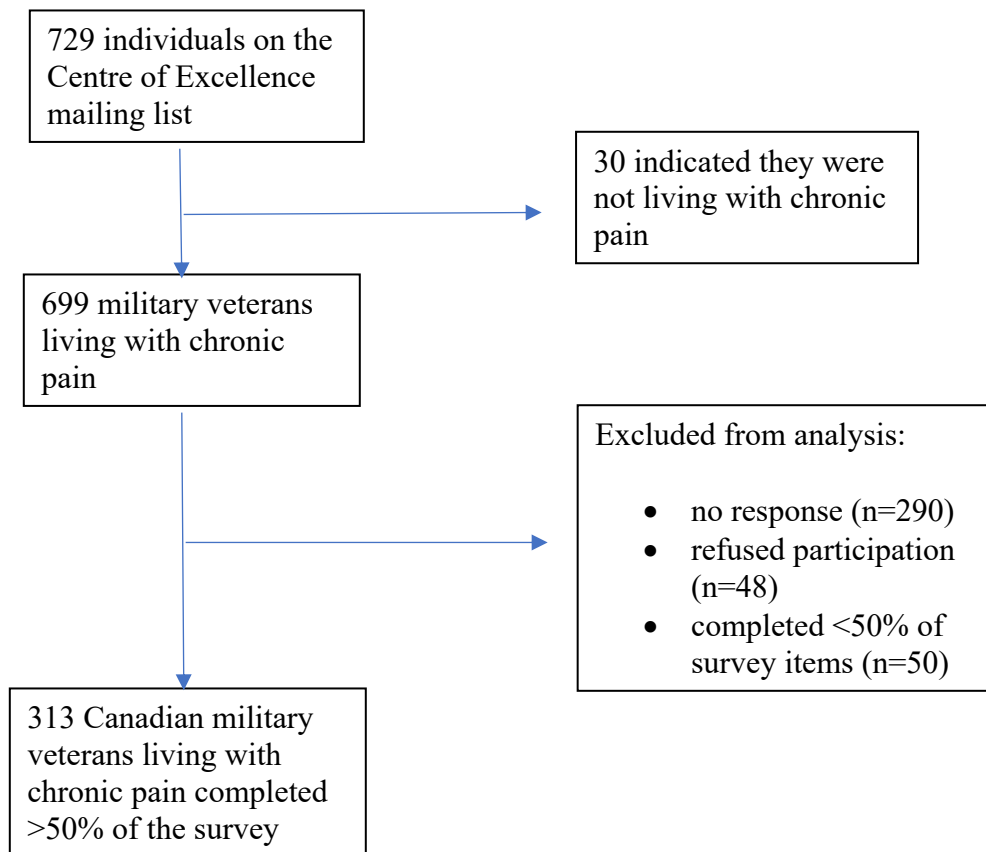 729 individuals on the
Centre of Excellence
mailing list
30 indicated they were
not living with chronic
pain
699 military veterans
living with chronic
pain
Excluded from analysis:
• no response (n=290)
• refused participation
(n=48)
• completed <50% of
survey items (n=50)
313 Canadian military
veterans living with
chronic pain completed
>50% of the survey